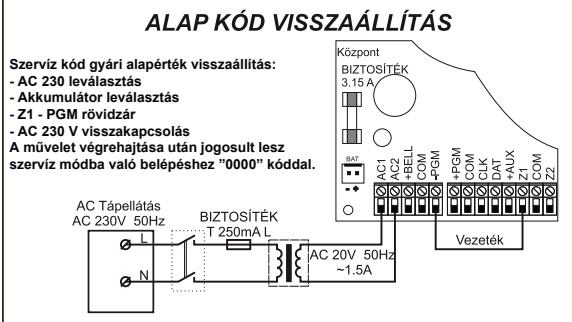 ALAP KÓD VISSZAÁLLÍTÁS
Szervíz kód gyári alapérték visszaállítás:
- AC 230 leválasztás
- Akkumulátor leválasztás
- Z1 - PGM rövidzár
- AC 230 V visszakapcsolás
A művelet végrehajtása után jogosult lesz
szervíz módba való belépéshez "0000" kóddal.
Központ
BIZTOSÍTÉK
3.15 A
BAT
- +
AC1
AC2
+BELL
COM
-PGM
+PGM
COM
CLK
DAT
+AUX
Z1
COM
Z2
AC Tápellátás
AC 230V 50Hz
L
N
BIZTOSÍTÉK
T 250mA L
AC 20V 50Hz
~1.5A
Vezeték